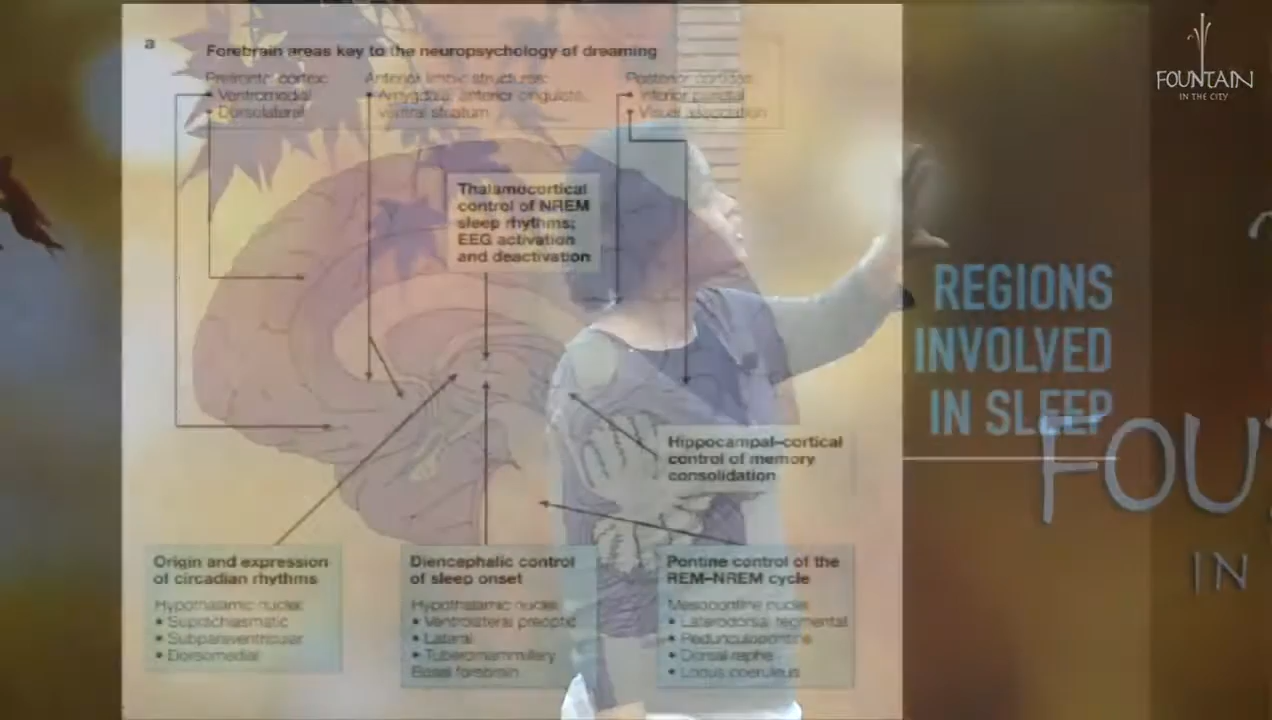 a
Forebrain areas key to the neuropsychology of dreaming
Prefrontal cortex:
• Ventromedial
• Dorsolateral
Anterior limbic structures:
• Amygdala, anterior cingulate,
ventral striatum
Posterior cortices:
• Inferior parietal
• Visual association
Thalamocortical
control of NREM
sleep rhythms;
EEG activation
and deactivation
Hippocampal–cortical
control of memory
consolidation
Origin and expression
of circadian rhythms
Hypothalamic nuclei:
• Suprachiasmatic
• Subparaventricular
• Dorsomedial
Diencephalic control
of sleep onset
Hypothalamic nuclei:
• Ventrolateral preoptic
• Lateral
• Tuberomammillary
Basal forebrain
Pontine control of the
REM–NREM cycle
Mesopontine nuclei
• Laterodorsal tegmental
• Pedunculopontine
• Dorsal raphe
• Locus coeruleus
REGIONS
INVOLVED
IN SLEEP
FOUNTAIN
IN THE CITY
FOU
IN